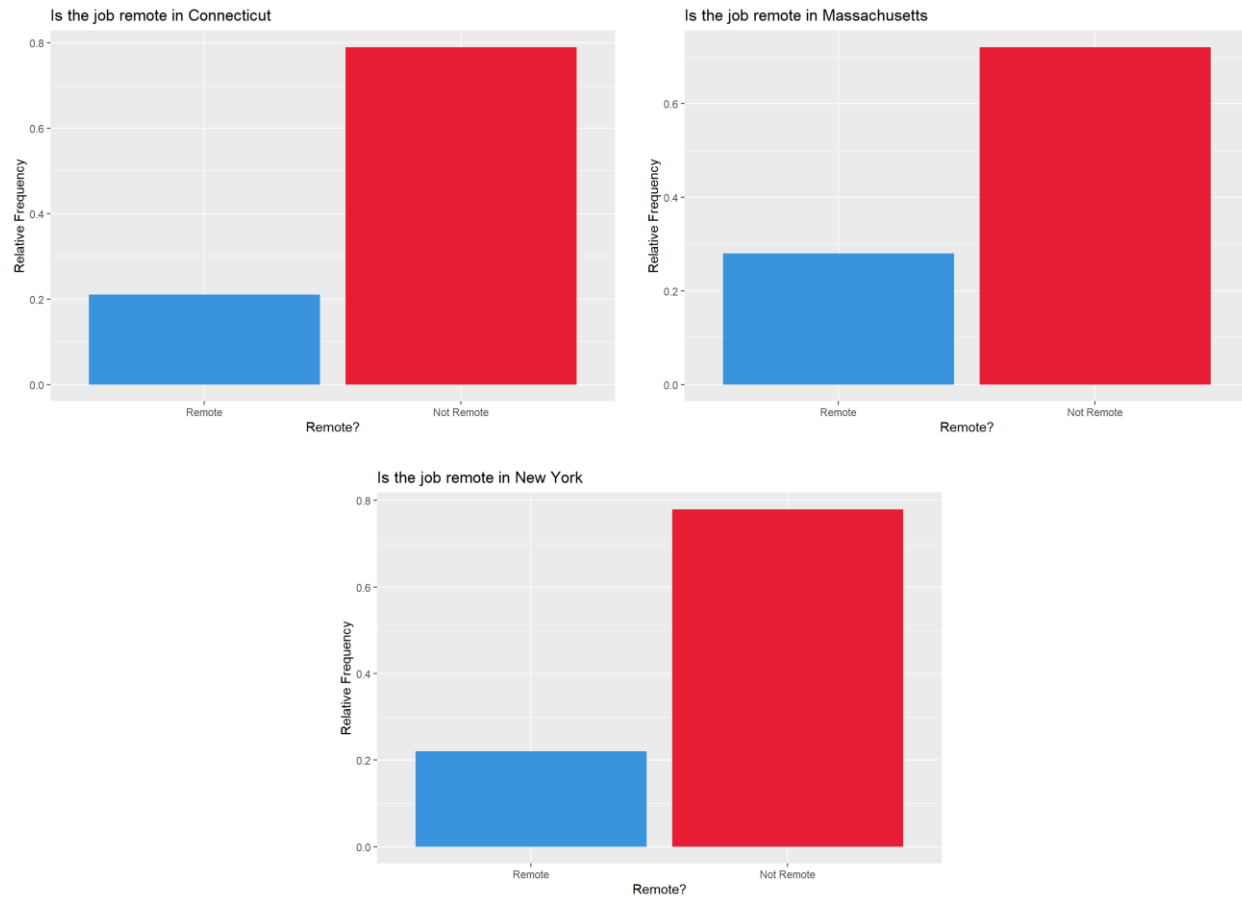 Is the job remote in Connecticut
0.8
0.6
0.4
0.2
0.0
Relative Frequency
Remote
Not Remote
Remote?
Is the job remote in Massachusetts
0.6
0.4
0.2
0.0
Relative Frequency
Remote
Not Remote
Remote?
Is the job remote in New York
0.8
0.6
0.4
0.2
0.0
Relative Frequency
Remote
Not Remote
Remote?